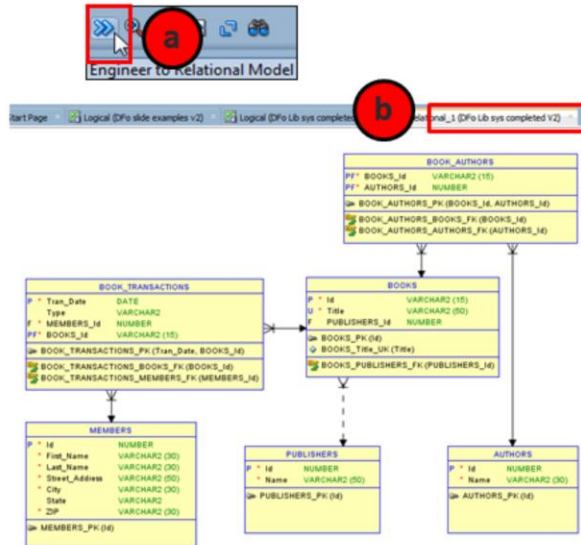 a
Engineer to Relational Model
b
tart Page
Logical (DFo slide examples v2)
Logical (DFo Lib sys completed
elational_1 (DFo Lib sys completed V2)
BOOK_AUTHORS
PF* BOOKS_Id VARCHAR2 (15)
PF* AUTHORS_Id NUMBER
BOOK_AUTHORS_PK (BOOKS_Id, AUTHORS_Id)
BOOK_AUTHORS_BOOKS_FK (BOOKS_Id)
BOOK_AUTHORS_AUTHORS_FK (AUTHORS_Id)
BOOK_TRANSACTIONS
P * Tran_Date DATE
Type VARCHAR2
F * MEMBERS_Id NUMBER
PF* BOOKS_Id VARCHAR2 (15)
BOOK_TRANSACTIONS_PK (Tran_Date, BOOKS_Id)
BOOK_TRANSACTIONS_BOOKS_FK (BOOKS_Id)
BOOK_TRANSACTIONS_MEMBERS_FK (MEMBERS_Id)
BOOKS
P * Id VARCHAR2 (15)
U * Title VARCHAR2 (50)
F PUBLISHERS_Id NUMBER
BOOKS_PK (Id)
BOOKS_Title_UK (Title)
BOOKS_PUBLISHERS_FK (PUBLISHERS_Id)
MEMBERS
P * Id NUMBER
* First_Name VARCHAR2 (30)
* Last_Name VARCHAR2 (30)
* Street_Address VARCHAR2 (50)
* City VARCHAR2 (30)
State VARCHAR2
* ZIP VARCHAR2 (30)
MEMBERS_PK (Id)
PUBLISHERS
P * Id NUMBER
* Name VARCHAR2 (50)
PUBLISHERS_PK (Id)
AUTHORS
P * Id NUMBER
* Name VARCHAR2 (30)
AUTHORS_PK (Id)